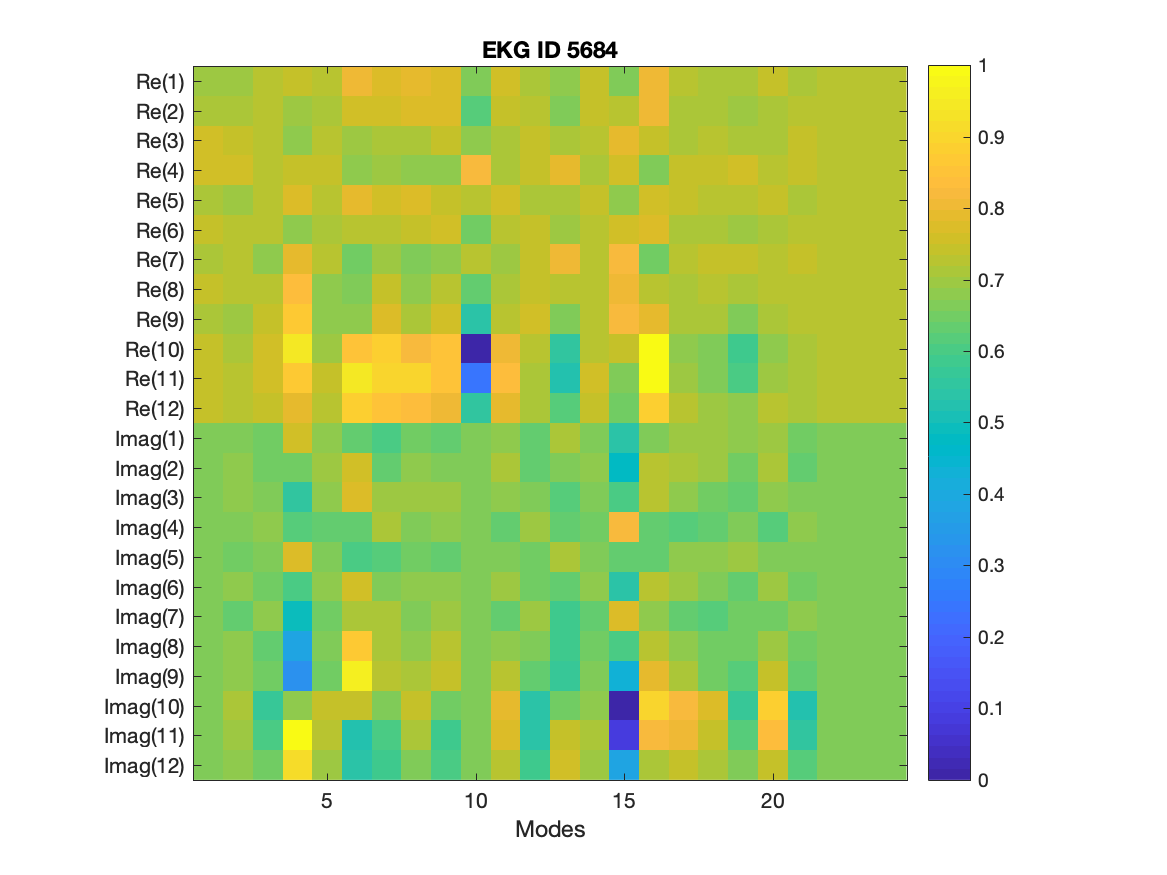 EKG ID 5684
Re(1)
Re(2)
Re(3)
Re(4)
Re(5)
Re(6)
Re(7)
Re(8)
Re(9)
Re(10)
Re(11)
Re(12)
Imag(1)
Imag(2)
Imag(3)
Imag(4)
Imag(5)
Imag(6)
Imag(7)
Imag(8)
Imag(9)
Imag(10)
Imag(11)
Imag(12)
5 10 15 20
Modes
1
0.9
0.8
0.7
0.6
0.5
0.4
0.3
0.2
0.1
0